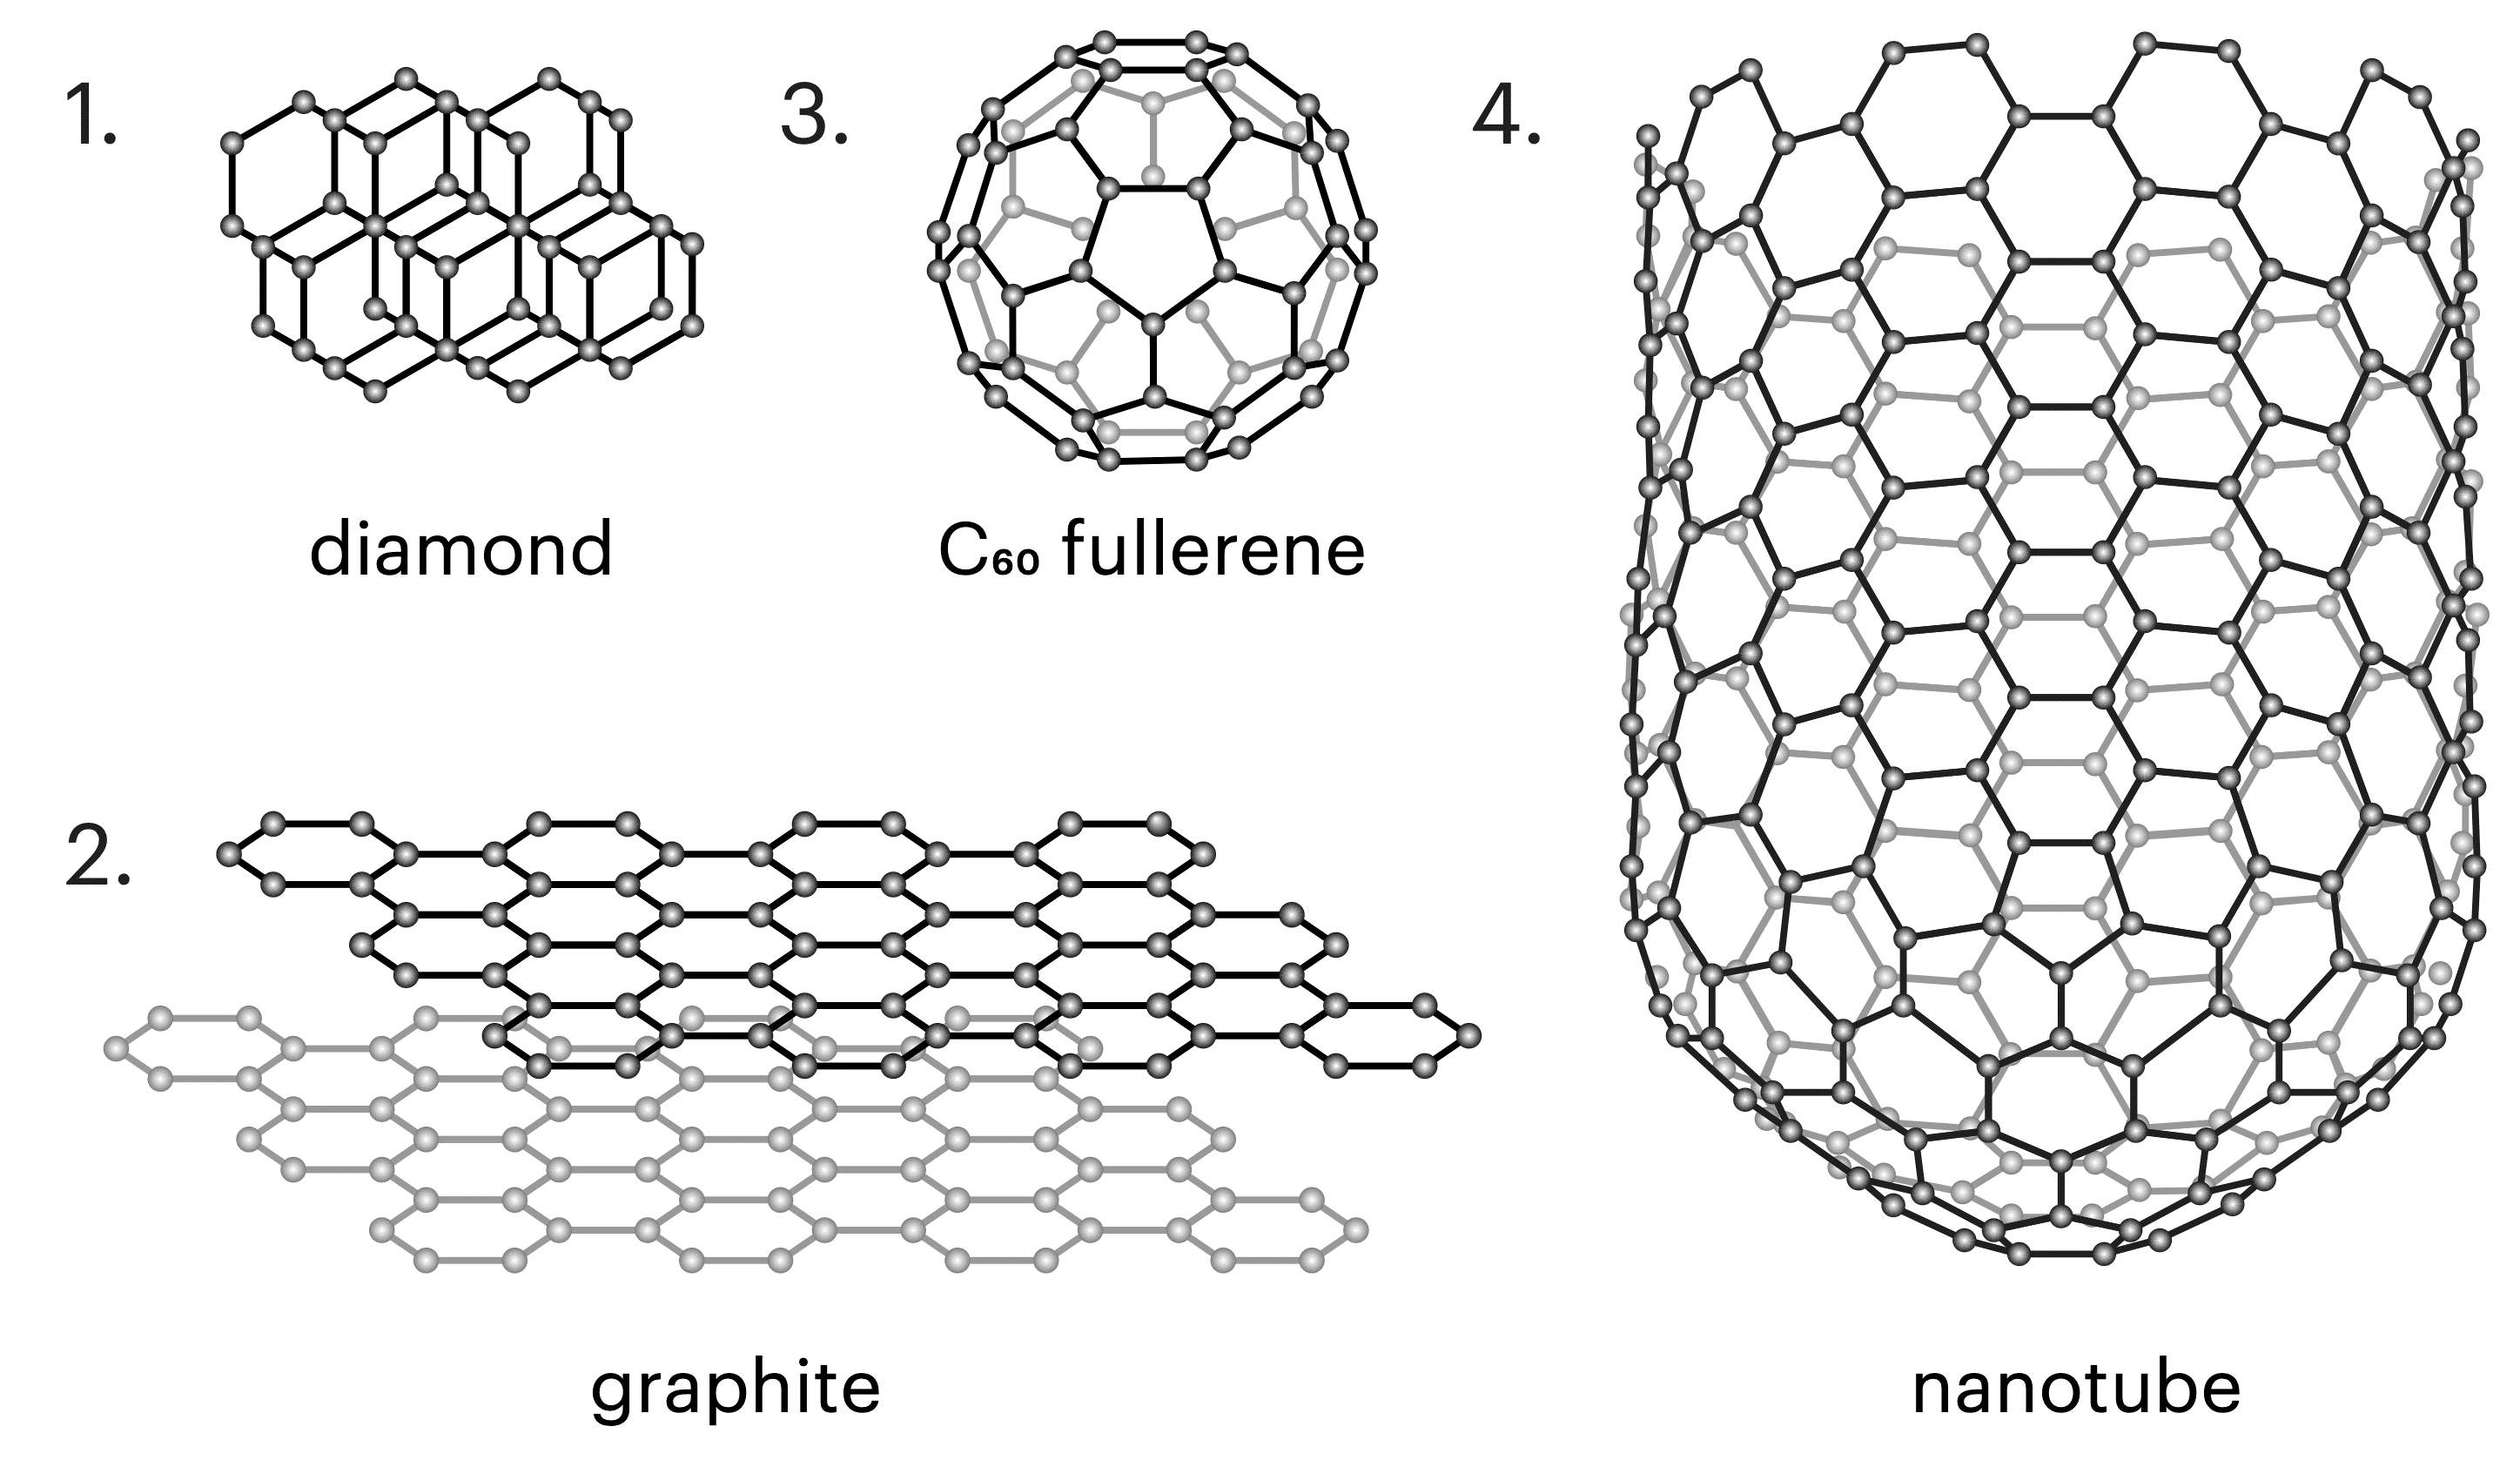 1.
diamond
2.
graphite
3.
C₆₀ fullerene
4.
nanotube